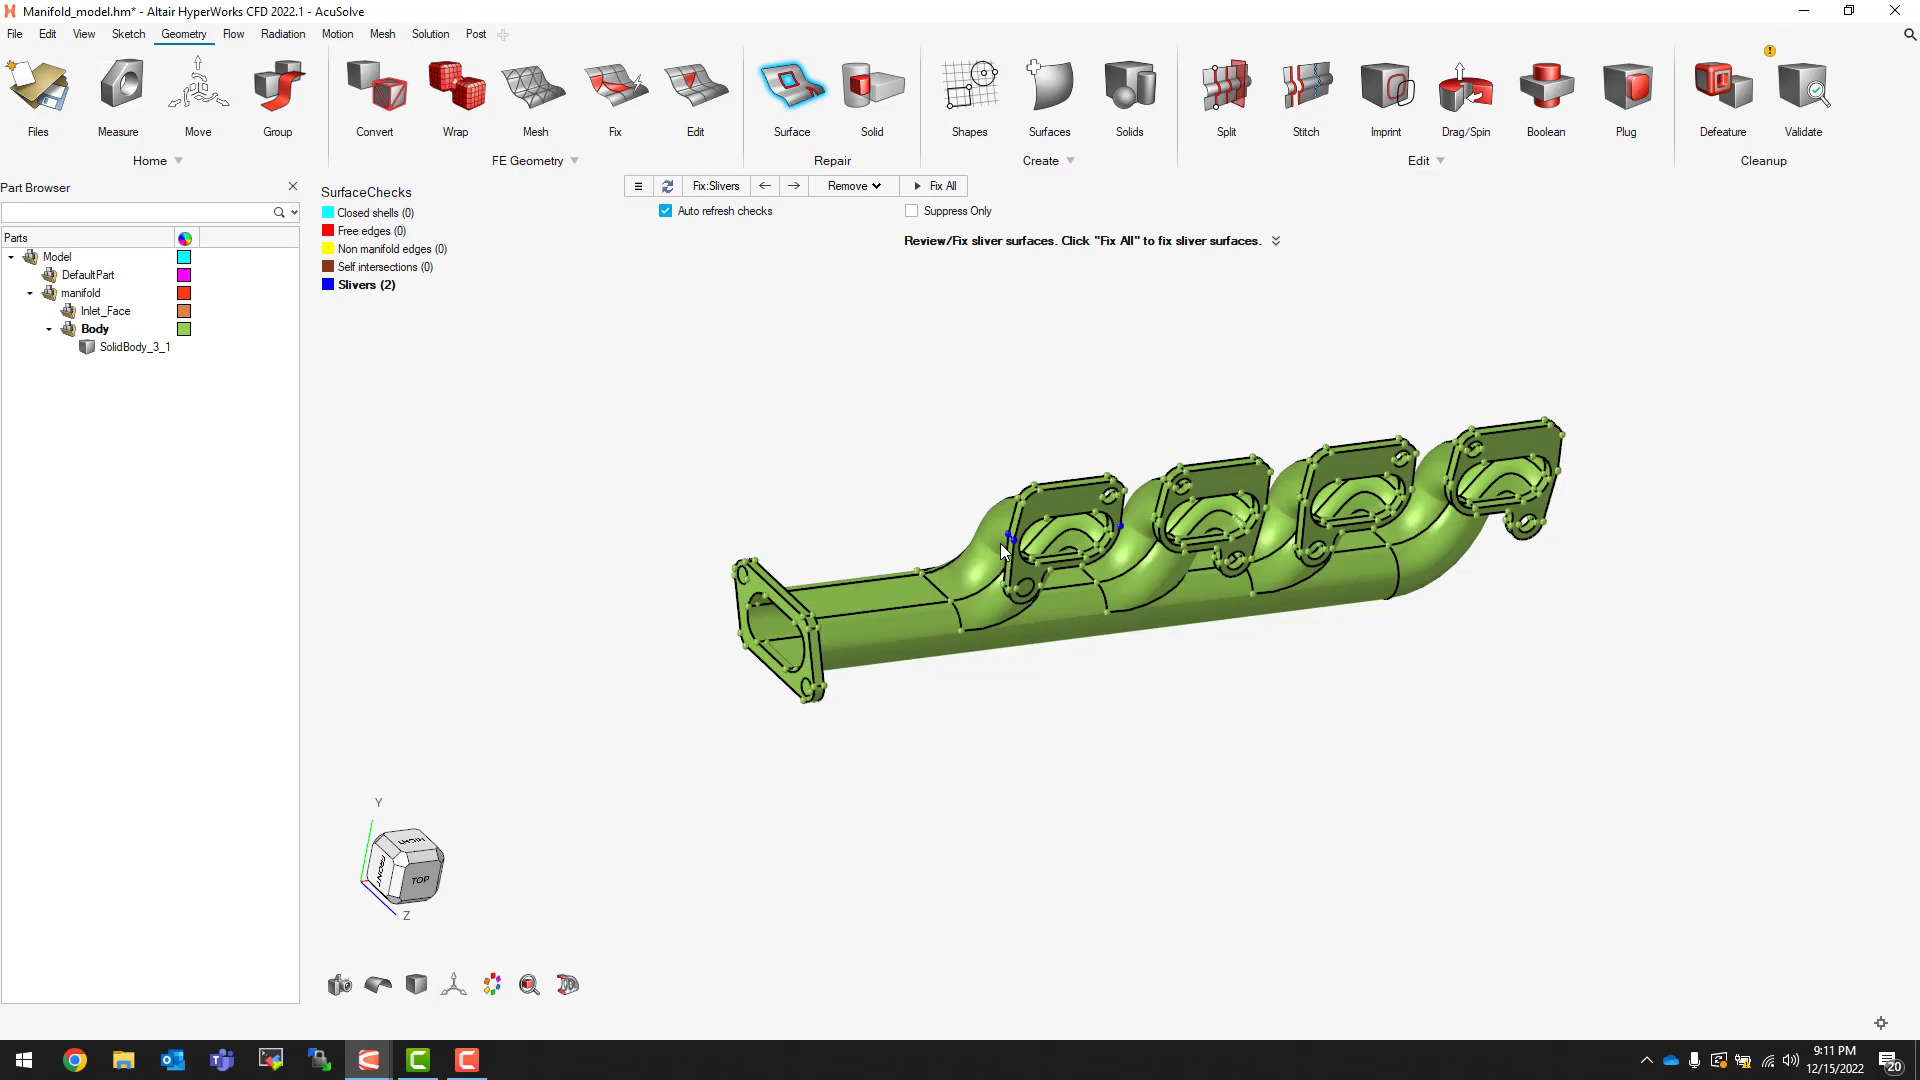 Manifold_model.hm* - Altair HyperWorks CFD 2022.1 - AcuSolve
File Edit View Sketch Geometry Flow Radiation Motion Mesh Solution Post
Files Measure Move Group Convert Wrap Mesh Fix Edit Surface Solid Shapes Surfaces Solids Split Stitch Imprint Drag/Spin Boolean Plug Defeature Validate
Home FE Geometry Repair Create Edit Cleanup
Part Browser
Parts
Model
DefaultPart
manifold
Inlet_Face
Body
SolidBody_3_1
SurfaceChecks
Closed shells (0)
Free edges (0)
Non manifold edges (0)
Self intersections (0)
Slivers (2)
Fix:Slivers Remove Fix All
Auto refresh checks Suppress Only
Review/Fix sliver surfaces. Click "Fix All" to fix sliver surfaces.
Y
RIGHT
FRONT
TOP
Z
9:11 PM
12/15/2022
20